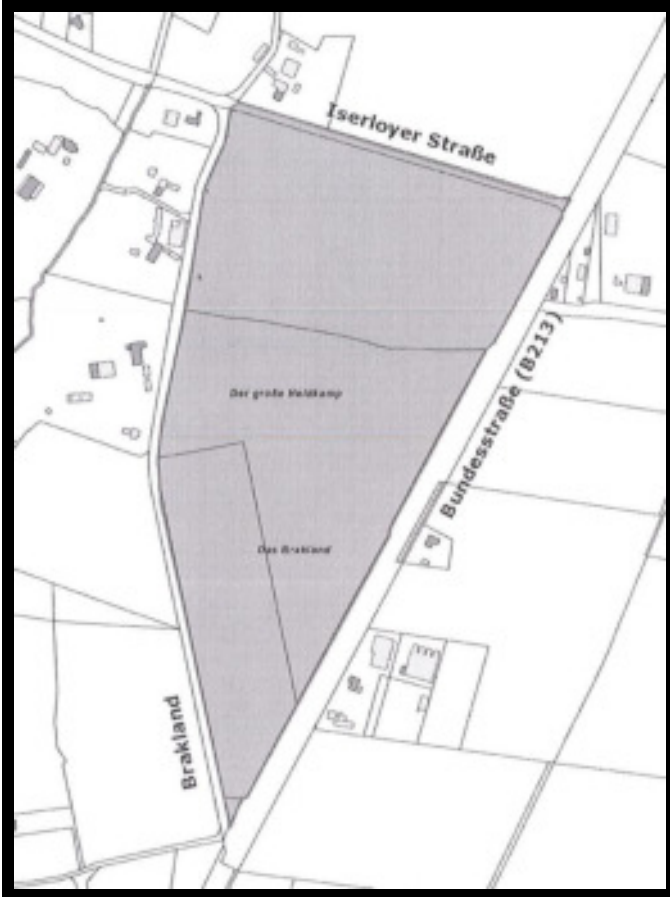 Iserloyer Straße
Bundesstraße (B213)
Der große Heidkamp
Das Brakland
Brakland